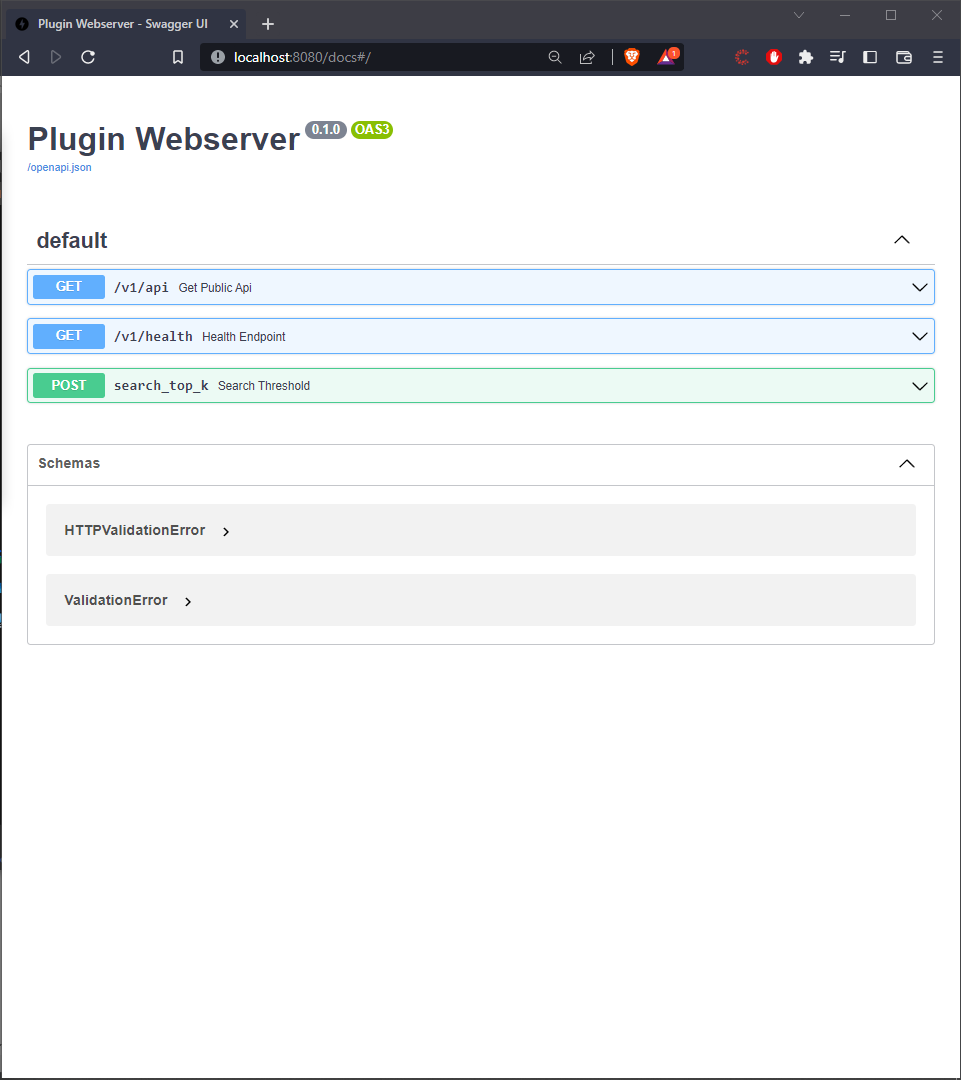 Plugin Webserver - Swagger UI
localhost:8080/docs#/
1
Plugin Webserver 0.1.0 OAS3
/openapi.json
default
GET /v1/api Get Public Api
GET /v1/health Health Endpoint
POST search_top_k Search Threshold
Schemas
HTTPValidationError
ValidationError